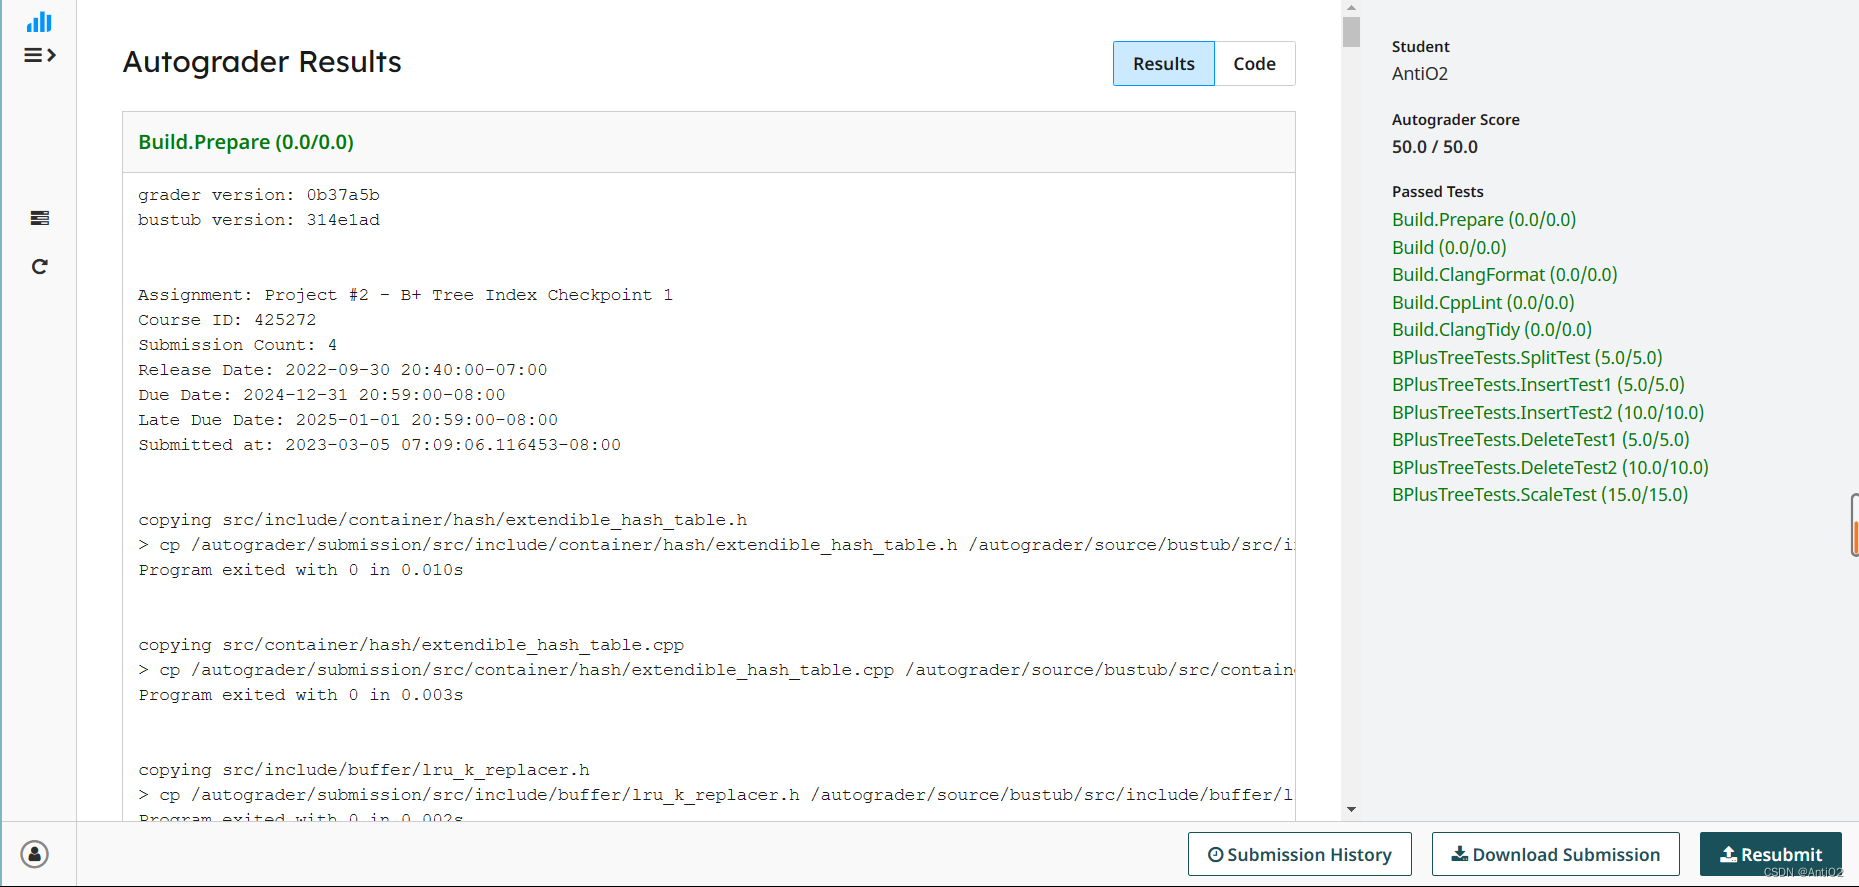 Autograder Results
Results
Code
Build.Prepare (0.0/0.0)
grader version: 0b37a5b
bustub version: 314e1ad
Assignment: Project #2 - B+ Tree Index Checkpoint 1
Course ID: 425272
Submission Count: 4
Release Date: 2022-09-30 20:40:00-07:00
Due Date: 2024-12-31 20:59:00-08:00
Late Due Date: 2025-01-01 20:59:00-08:00
Submitted at: 2023-03-05 07:09:06.116453-08:00
copying src/include/container/hash/extendible_hash_table.h
> cp /autograder/submission/src/include/container/hash/extendible_hash_table.h /autograder/source/bustub/src/i
Program exited with 0 in 0.010s
copying src/container/hash/extendible_hash_table.cpp
> cp /autograder/submission/src/container/hash/extendible_hash_table.cpp /autograder/source/bustub/src/contain
Program exited with 0 in 0.003s
copying src/include/buffer/lru_k_replacer.h
> cp /autograder/submission/src/include/buffer/lru_k_replacer.h /autograder/source/bustub/src/include/buffer/l
Program exited with 0 in 0.002s
Student
AntiO2
Autograder Score
50.0 / 50.0
Passed Tests
Build.Prepare (0.0/0.0)
Build (0.0/0.0)
Build.ClangFormat (0.0/0.0)
Build.CppLint (0.0/0.0)
Build.ClangTidy (0.0/0.0)
BPlusTreeTests.SplitTest (5.0/5.0)
BPlusTreeTests.InsertTest1 (5.0/5.0)
BPlusTreeTests.InsertTest2 (10.0/10.0)
BPlusTreeTests.DeleteTest1 (5.0/5.0)
BPlusTreeTests.DeleteTest2 (10.0/10.0)
BPlusTreeTests.ScaleTest (15.0/15.0)
Submission History
Download Submission
Resubmit
CSDN @AntiO2